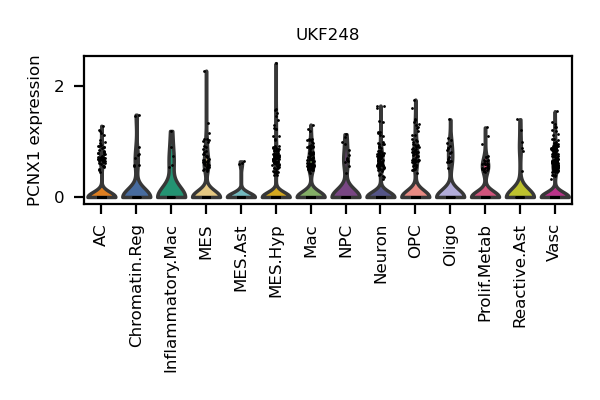 UKF248
PCNX1 expression
2
0
AC
Chromatin.Reg
Inflammatory.Mac
MES
MES.Ast
MES.Hyp
Mac
NPC
Neuron
OPC
Oligo
Prolif.Metab
Reactive.Ast
Vasc